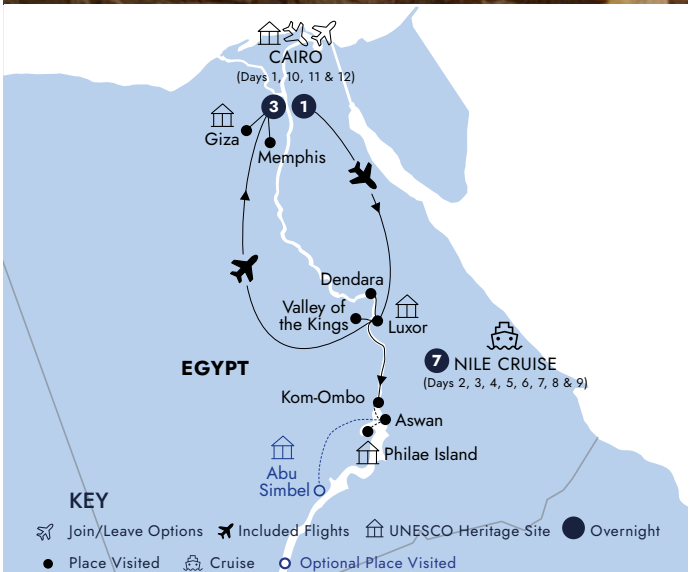 CAIRO
(Days 1, 10, 11 & 12)
3
1
Giza
Memphis
Dendara
Valley of
the Kings
Luxor
EGYPT
7
NILE CRUISE
(Days 2, 3, 4, 5, 6, 7, 8 & 9)
Kom-Ombo
Aswan
Philae Island
Abu
Simbel
KEY
Join/Leave Options
Included Flights
UNESCO Heritage Site
Overnight
Place Visited
Cruise
Optional Place Visited